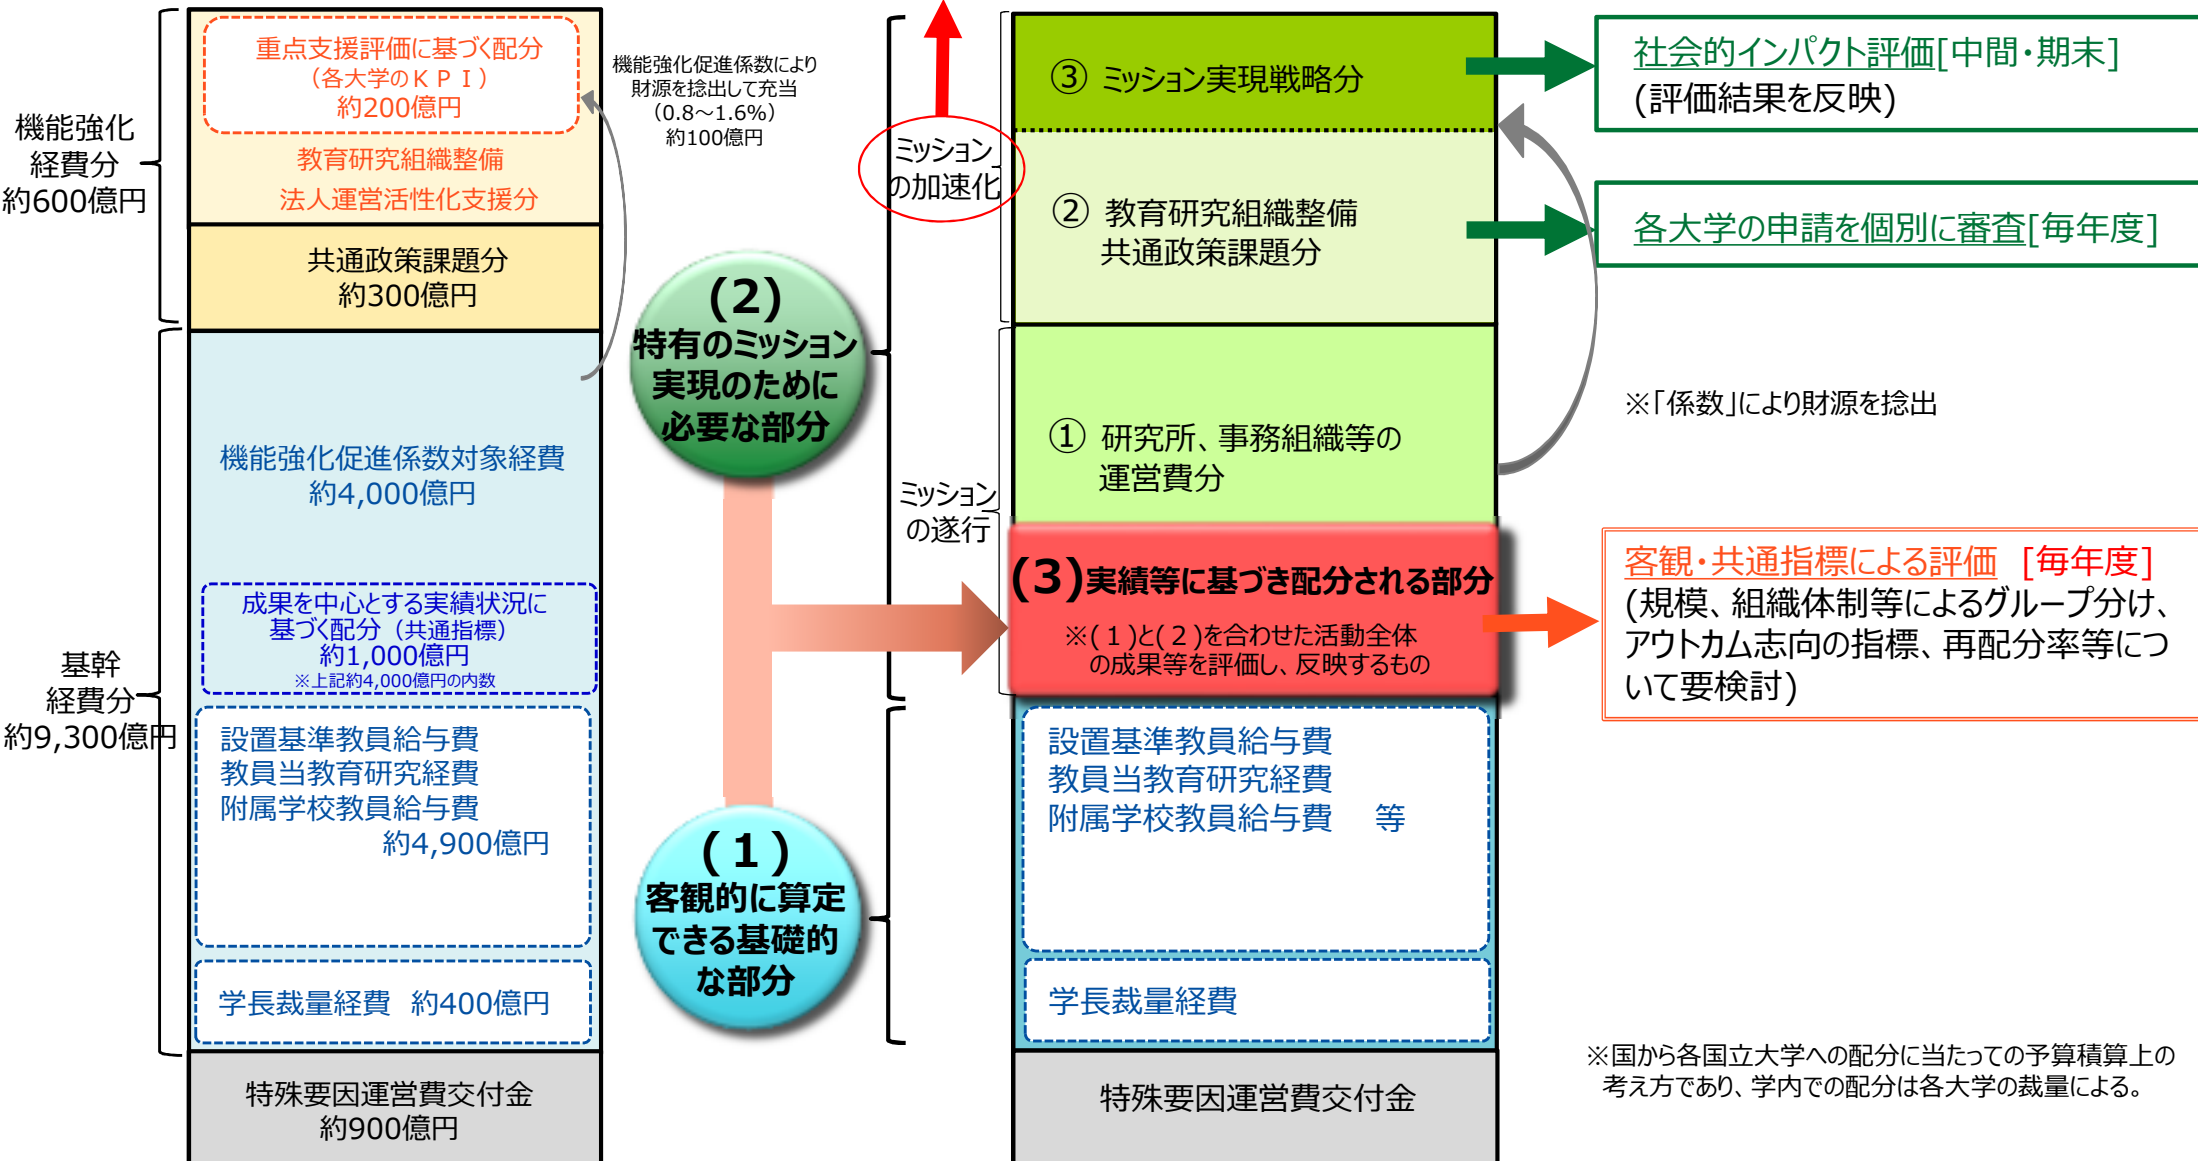 機能強化
経費分
約600億円
基幹
経費分
約9,300億円
重点支援評価に基づく配分
（各大学のＫＰＩ）
約200億円
教育研究組織整備
法人運営活性化支援分
共通政策課題分
約300億円
機能強化促進係数対象経費
約4,000億円
成果を中心とする実績状況に
基づく配分（共通指標）
約1,000億円
※上記約4,000億円の内数
設置基準教員給与費
教員当教育研究経費
附属学校教員給与費
約4,900億円
学長裁量経費　約400億円
特殊要因運営費交付金
約900億円
機能強化促進係数により
財源を捻出して充当
（0.8～1.6%）
約100億円
(2)
特有のミッション
実現のために
必要な部分
(１)
客観的に算定
できる基礎的
な部分
ミッション
の加速化
ミッション
の遂行
③ ミッション実現戦略分
② 教育研究組織整備
共通政策課題分
① 研究所、事務組織等の
運営費分
(3)実績等に基づき配分される部分
※(１)と(２)を合わせた活動全体
の成果等を評価し、反映するもの
設置基準教員給与費
教員当教育研究経費
附属学校教員給与費　等
学長裁量経費
特殊要因運営費交付金
社会的インパクト評価[中間・期末]
(評価結果を反映)
各大学の申請を個別に審査[毎年度]
※「係数」により財源を捻出
客観・共通指標による評価 [毎年度]
(規模、組織体制等によるグループ分け、
アウトカム志向の指標、再配分率等につ
いて要検討)
※国から各国立大学への配分に当たっての予算積算上の
考え方であり、学内での配分は各大学の裁量による。